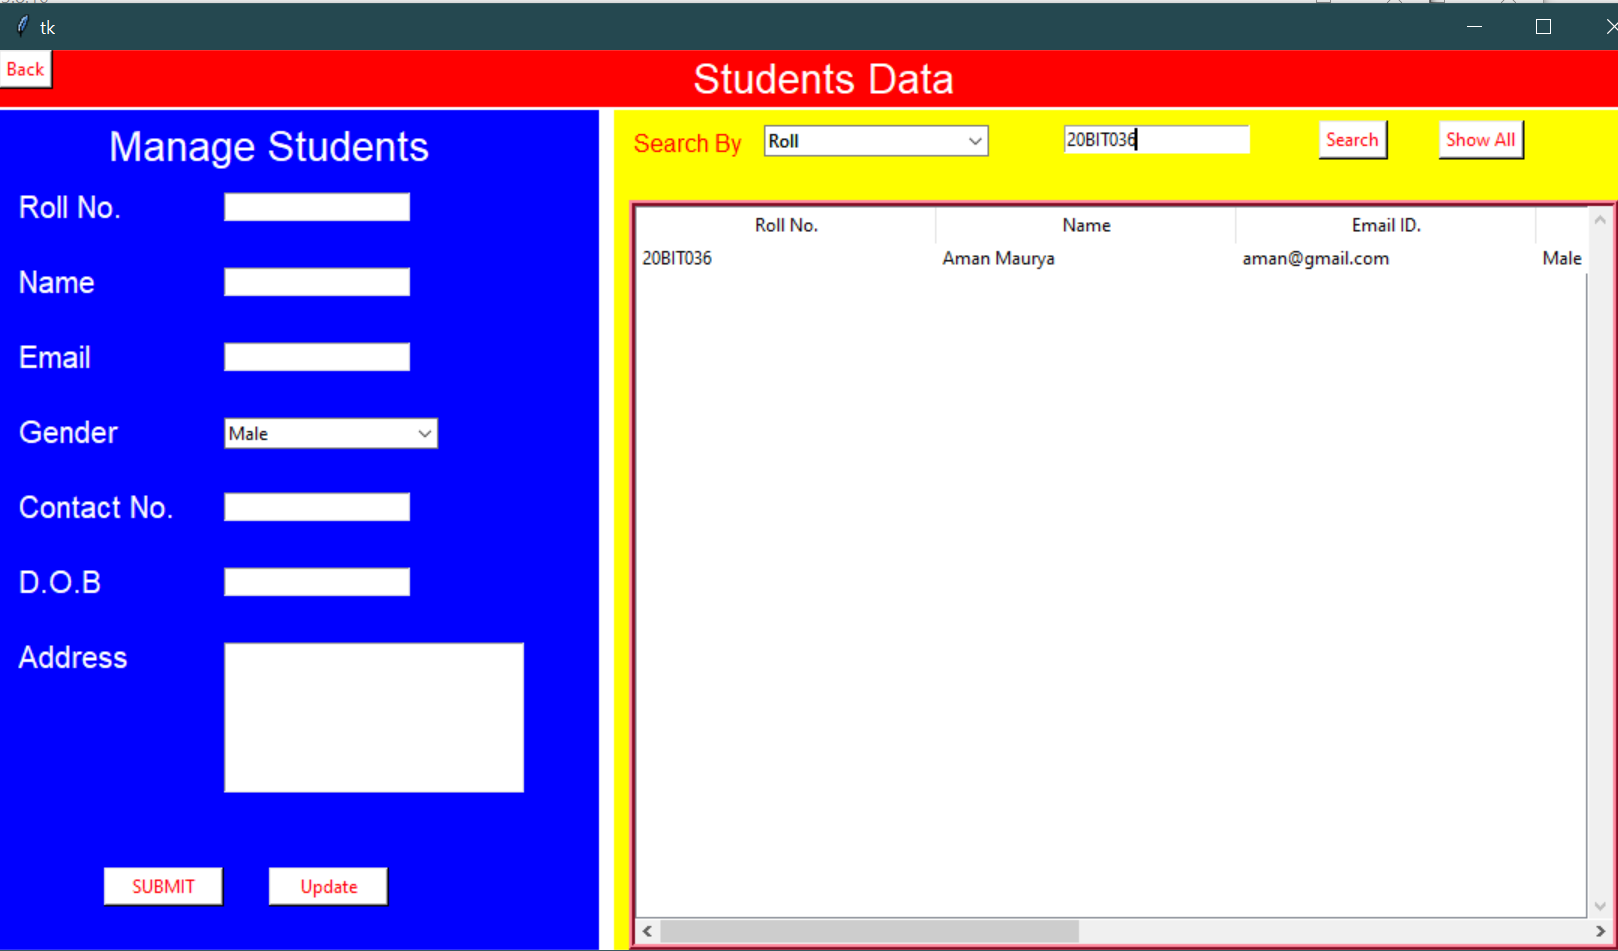 tk
Back
Students Data
Manage Students
Roll No.
Name
Email
Gender
Male
Contact No.
D.O.B
Address
SUBMIT
Update
Search By
Roll
20BIT036
Search
Show All
Roll No. Name Email ID.
20BIT036 Aman Maurya aman@gmail.com Male